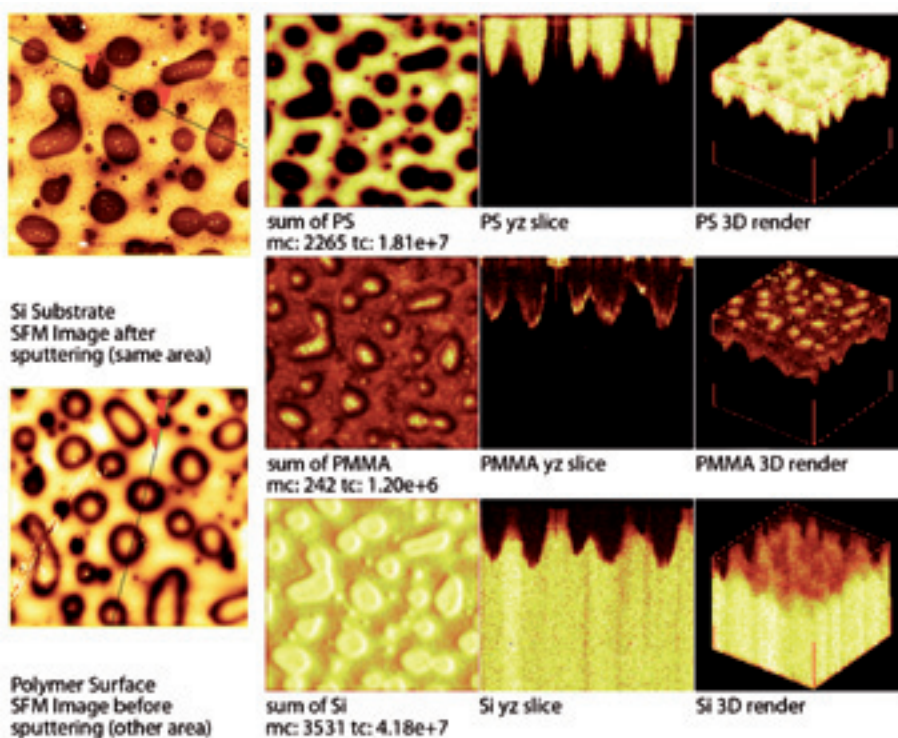 sum of PS
mc: 2265 tc: 1.81e+7
PS yz slice
PS 3D render
Si Substrate
SFM Image after
sputtering (same area)
sum of PMMA
mc: 242 tc: 1.20e+6
PMMA yz slice
PMMA 3D render
Polymer Surface
SFM Image before
sputtering (other area)
sum of Si
mc: 3531 tc: 4.18e+7
Si yz slice
Si 3D render